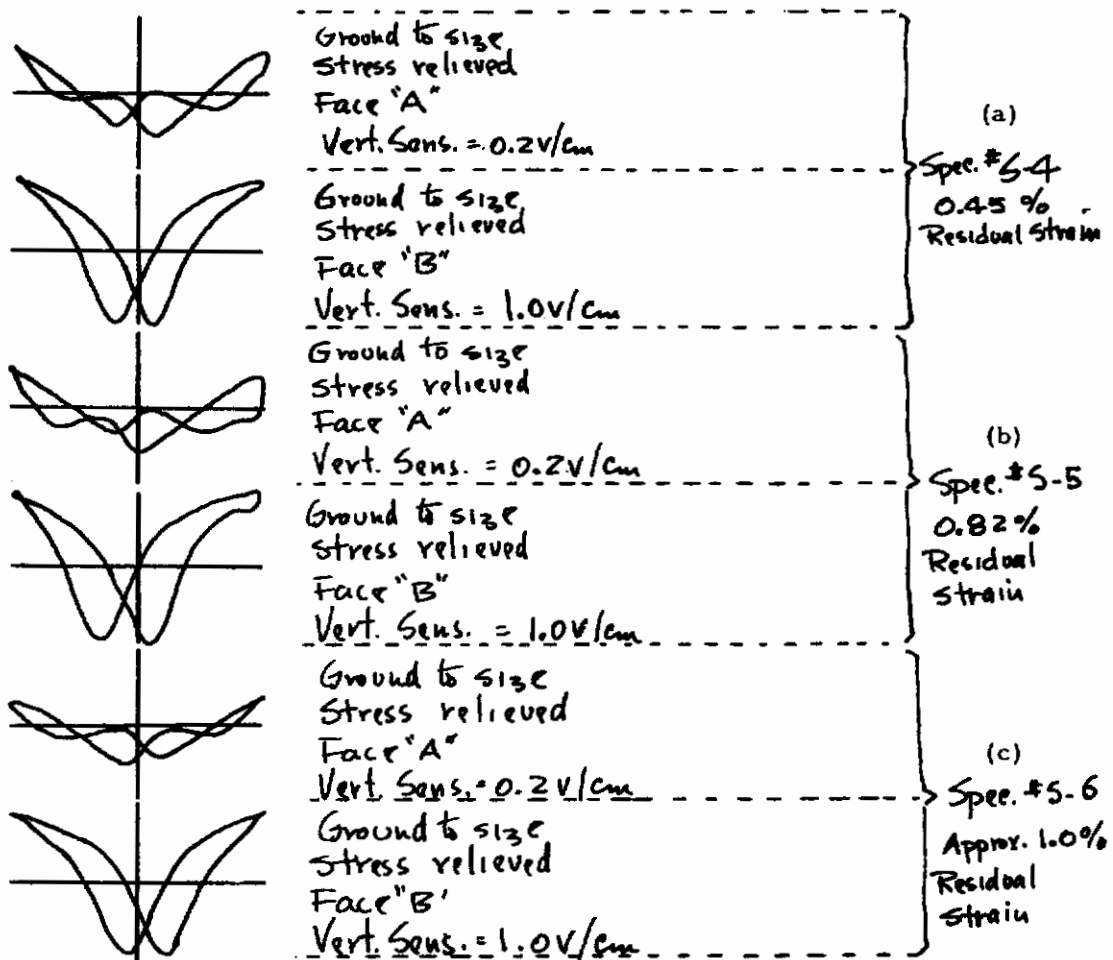 Ground to size
Stress relieved
Face "A"
Vert. Sens. = 0.2v/cm
Ground to size
Stress relieved
Face "B"
Vert. Sens. = 1.0v/cm
(a)
Spec. #S-4
0.45 %
Residual Strain
Ground to size
Stress relieved
Face "A"
Vert. Sens. = 0.2v/cm
Ground to size
Stress relieved
Face "B"
Vert. Sens. = 1.0v/cm
(b)
Spec. #S-5
0.82%
Residual
Strain
Ground to size
Stress relieved
Face "A"
Vert. Sens. = 0.2v/cm
Ground to size
Stress relieved
Face "B'
Vert. Sens. = 1.0v/cm
(c)
Spec. #S-6
Approx. 1.0%
Residual
Strain